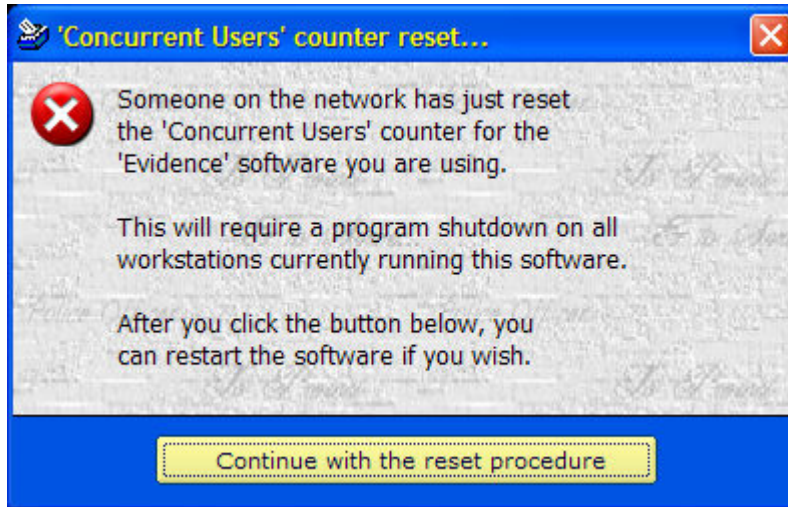 'Concurrent Users' counter reset...
Someone on the network has just reset
the 'Concurrent Users' counter for the
'Evidence' software you are using.
This will require a program shutdown on all
workstations currently running this software.
After you click the button below, you
can restart the software if you wish.
Continue with the reset procedure